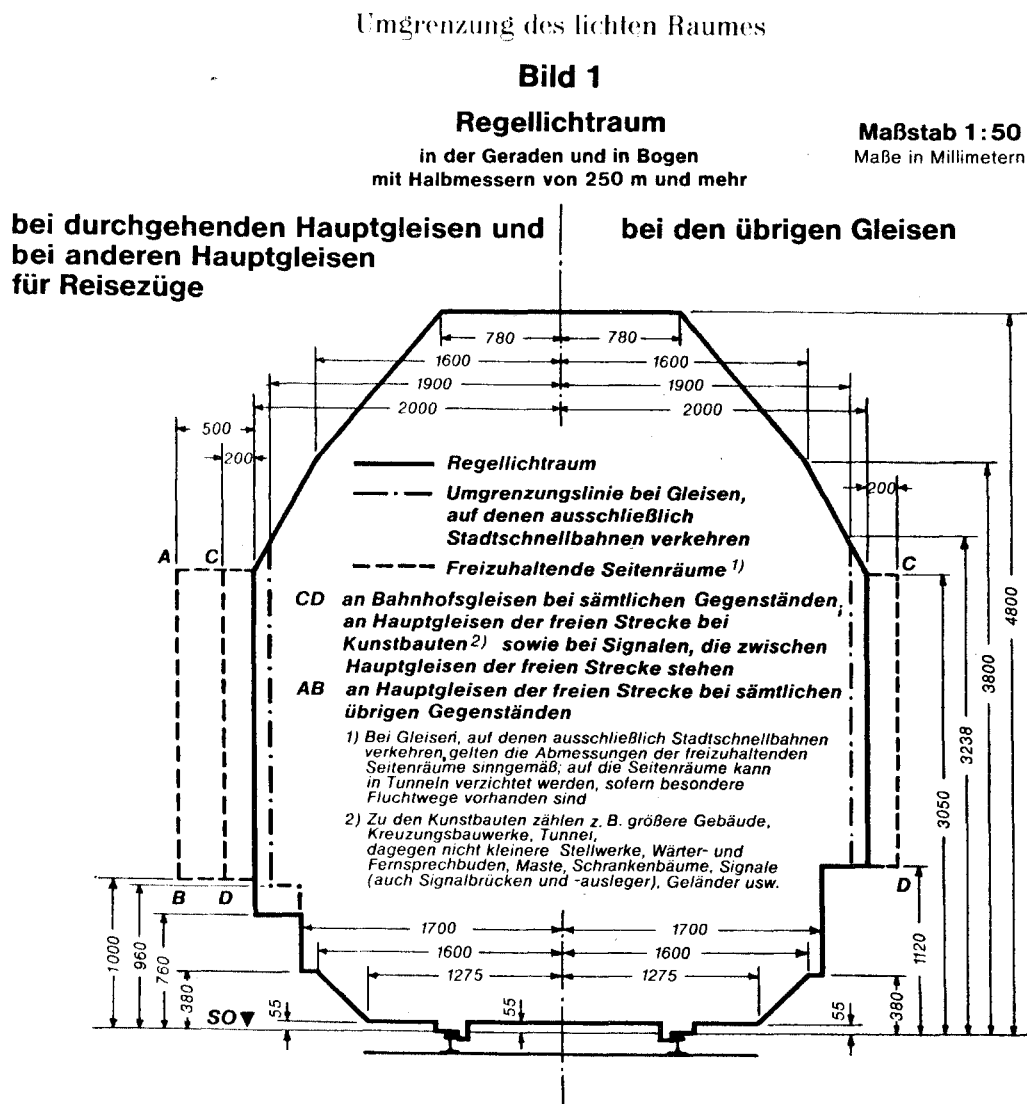 Umgrenzung des lichten Raumes
Bild 1
Regellichtraum
in der Geraden und in Bogen
mit Halbmessern von 250 m und mehr
Maßstab 1:50
Maße in Millimetern
bei durchgehenden Hauptgleisen und
bei anderen Hauptgleisen
für Reisezüge
bei den übrigen Gleisen
780 780
1600 1600
1900 1900
2000 2000
500
200
200
Regellichtraum
Umgrenzungslinie bei Gleisen,
auf denen ausschließlich
Stadtschnellbahnen verkehren
Freizuhaltende Seitenräume 1)
A C
C
CD an Bahnhofsgleisen bei sämtlichen Gegenständen,
an Hauptgleisen der freien Strecke bei
Kunstbauten 2) sowie bei Signalen, die zwischen
Hauptgleisen der freien Strecke stehen
AB an Hauptgleisen der freien Strecke bei sämtlichen
übrigen Gegenständen
1) Bei Gleisen, auf denen ausschließlich Stadtschnellbahnen
verkehren, gelten die Abmessungen der freizuhaltenden
Seitenräume sinngemäß; auf die Seitenräume kann
in Tunneln verzichtet werden, sofern besondere
Fluchtwege vorhanden sind
2) Zu den Kunstbauten zählen z. B. größere Gebäude,
Kreuzungsbauwerke, Tunnel,
dagegen nicht kleinere Stellwerke, Wärter- und
Fernsprechbuden, Maste, Schrankenbäume, Signale
(auch Signalbrücken und -ausleger), Geländer usw.
B D
D
1700 1700
1600 1600
1275 1275
1000
960
760
380
SO
55
55
55
380
1120
3050
3238
3800
4800